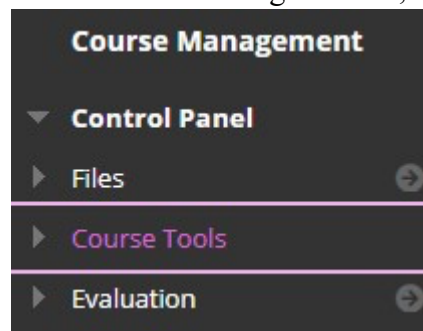 Course Management
Control Panel
Files
Course Tools
Evaluation